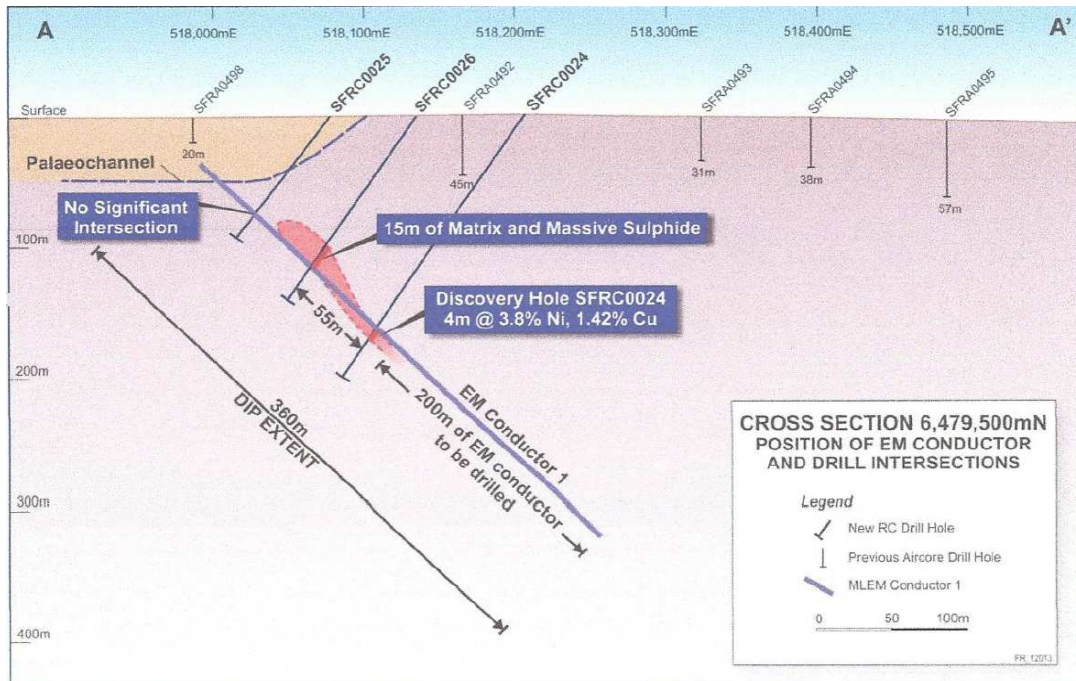 A
518,000mE
518,100mE
518,200mE
518,300mE
518,400mE
518,500mE
A'
SFRA0498
SFRC0025
SFRC0026
SFRA0492
SFRC0024
SFRA0493
SFRA0494
SFRA0495
Surface
20m
Palaeochannel
45m
31m
38m
57m
No Significant
Intersection
15m of Matrix and Massive Sulphide
100m
Discovery Hole SFRC0024
4m @ 3.8% Ni, 1.42% Cu
55m
200m
EM Conductor 1
200m of EM conductor
to be drilled
360m
DIP EXTENT
300m
400m
CROSS SECTION 6,479,500mN
POSITION OF EM CONDUCTOR
AND DRILL INTERSECTIONS
Legend
New RC Drill Hole
Previous Aircore Drill Hole
MLEM Conductor 1
0 50 100m
FR_12013